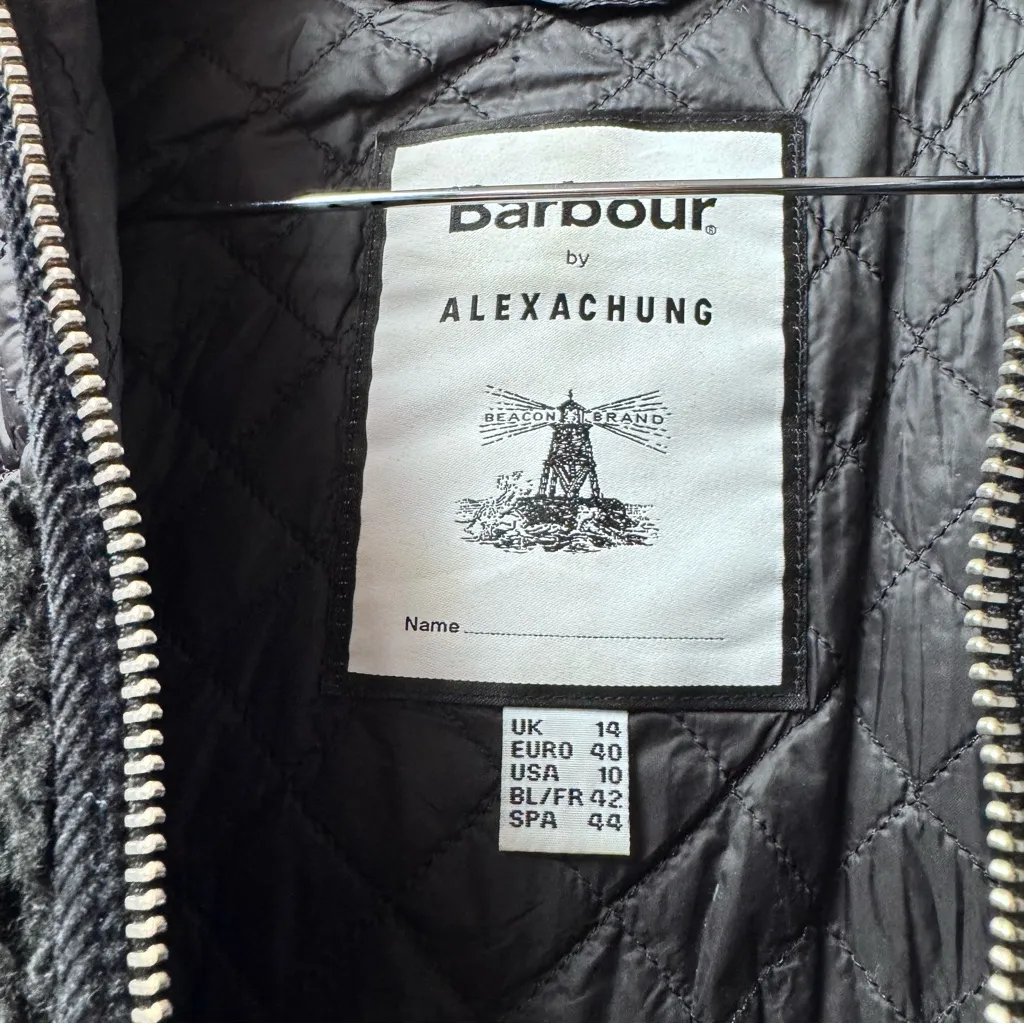 Barbour®
by
ALEXACHUNG
BEACON BRAND
Name
UK 14
EURO 40
USA 10
BL/FR 42
SPA 44